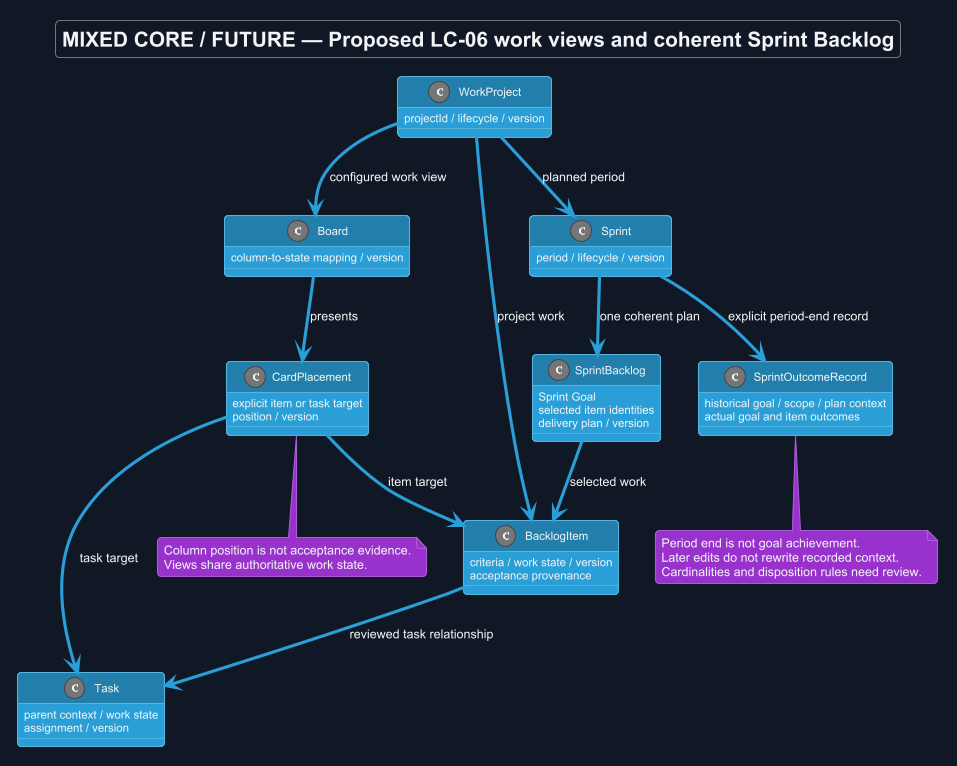 MIXED CORE / FUTURE — Proposed LC-06 work views and coherent Sprint Backlog
C WorkProject
projectId / lifecycle / version
configured work view
planned period
C Board
column-to-state mapping / version
C Sprint
period / lifecycle / version
presents
project work
one coherent plan
explicit period-end record
C CardPlacement
explicit item or task target
position / version
C SprintBacklog
Sprint Goal
selected item identities
delivery plan / version
C SprintOutcomeRecord
historical goal / scope / plan context
actual goal and item outcomes
item target
selected work
task target
Column position is not acceptance evidence.
Views share authoritative work state.
C BacklogItem
criteria / work state / version
acceptance provenance
Period end is not goal achievement.
Later edits do not rewrite recorded context.
Cardinalities and disposition rules need review.
reviewed task relationship
C Task
parent context / work state
assignment / version